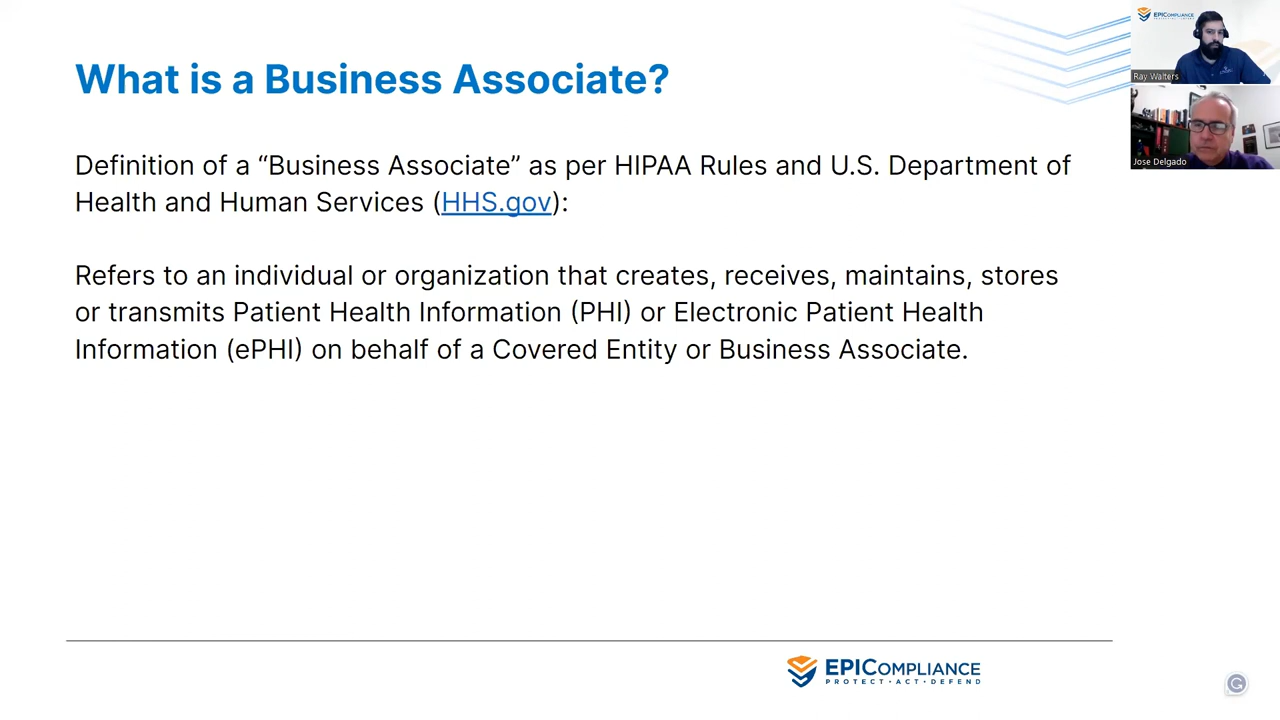 What is a Business Associate?
Definition of a “Business Associate” as per HIPAA Rules and U.S. Department of
Health and Human Services (HHS.gov):
Refers to an individual or organization that creates, receives, maintains, stores
or transmits Patient Health Information (PHI) or Electronic Patient Health
Information (ePHI) on behalf of a Covered Entity or Business Associate.
EPICOMPLIANCE
PROTECT • ACT • DEFEND
EPICOMPLIANCE
Ray Walters
Jose Delgado